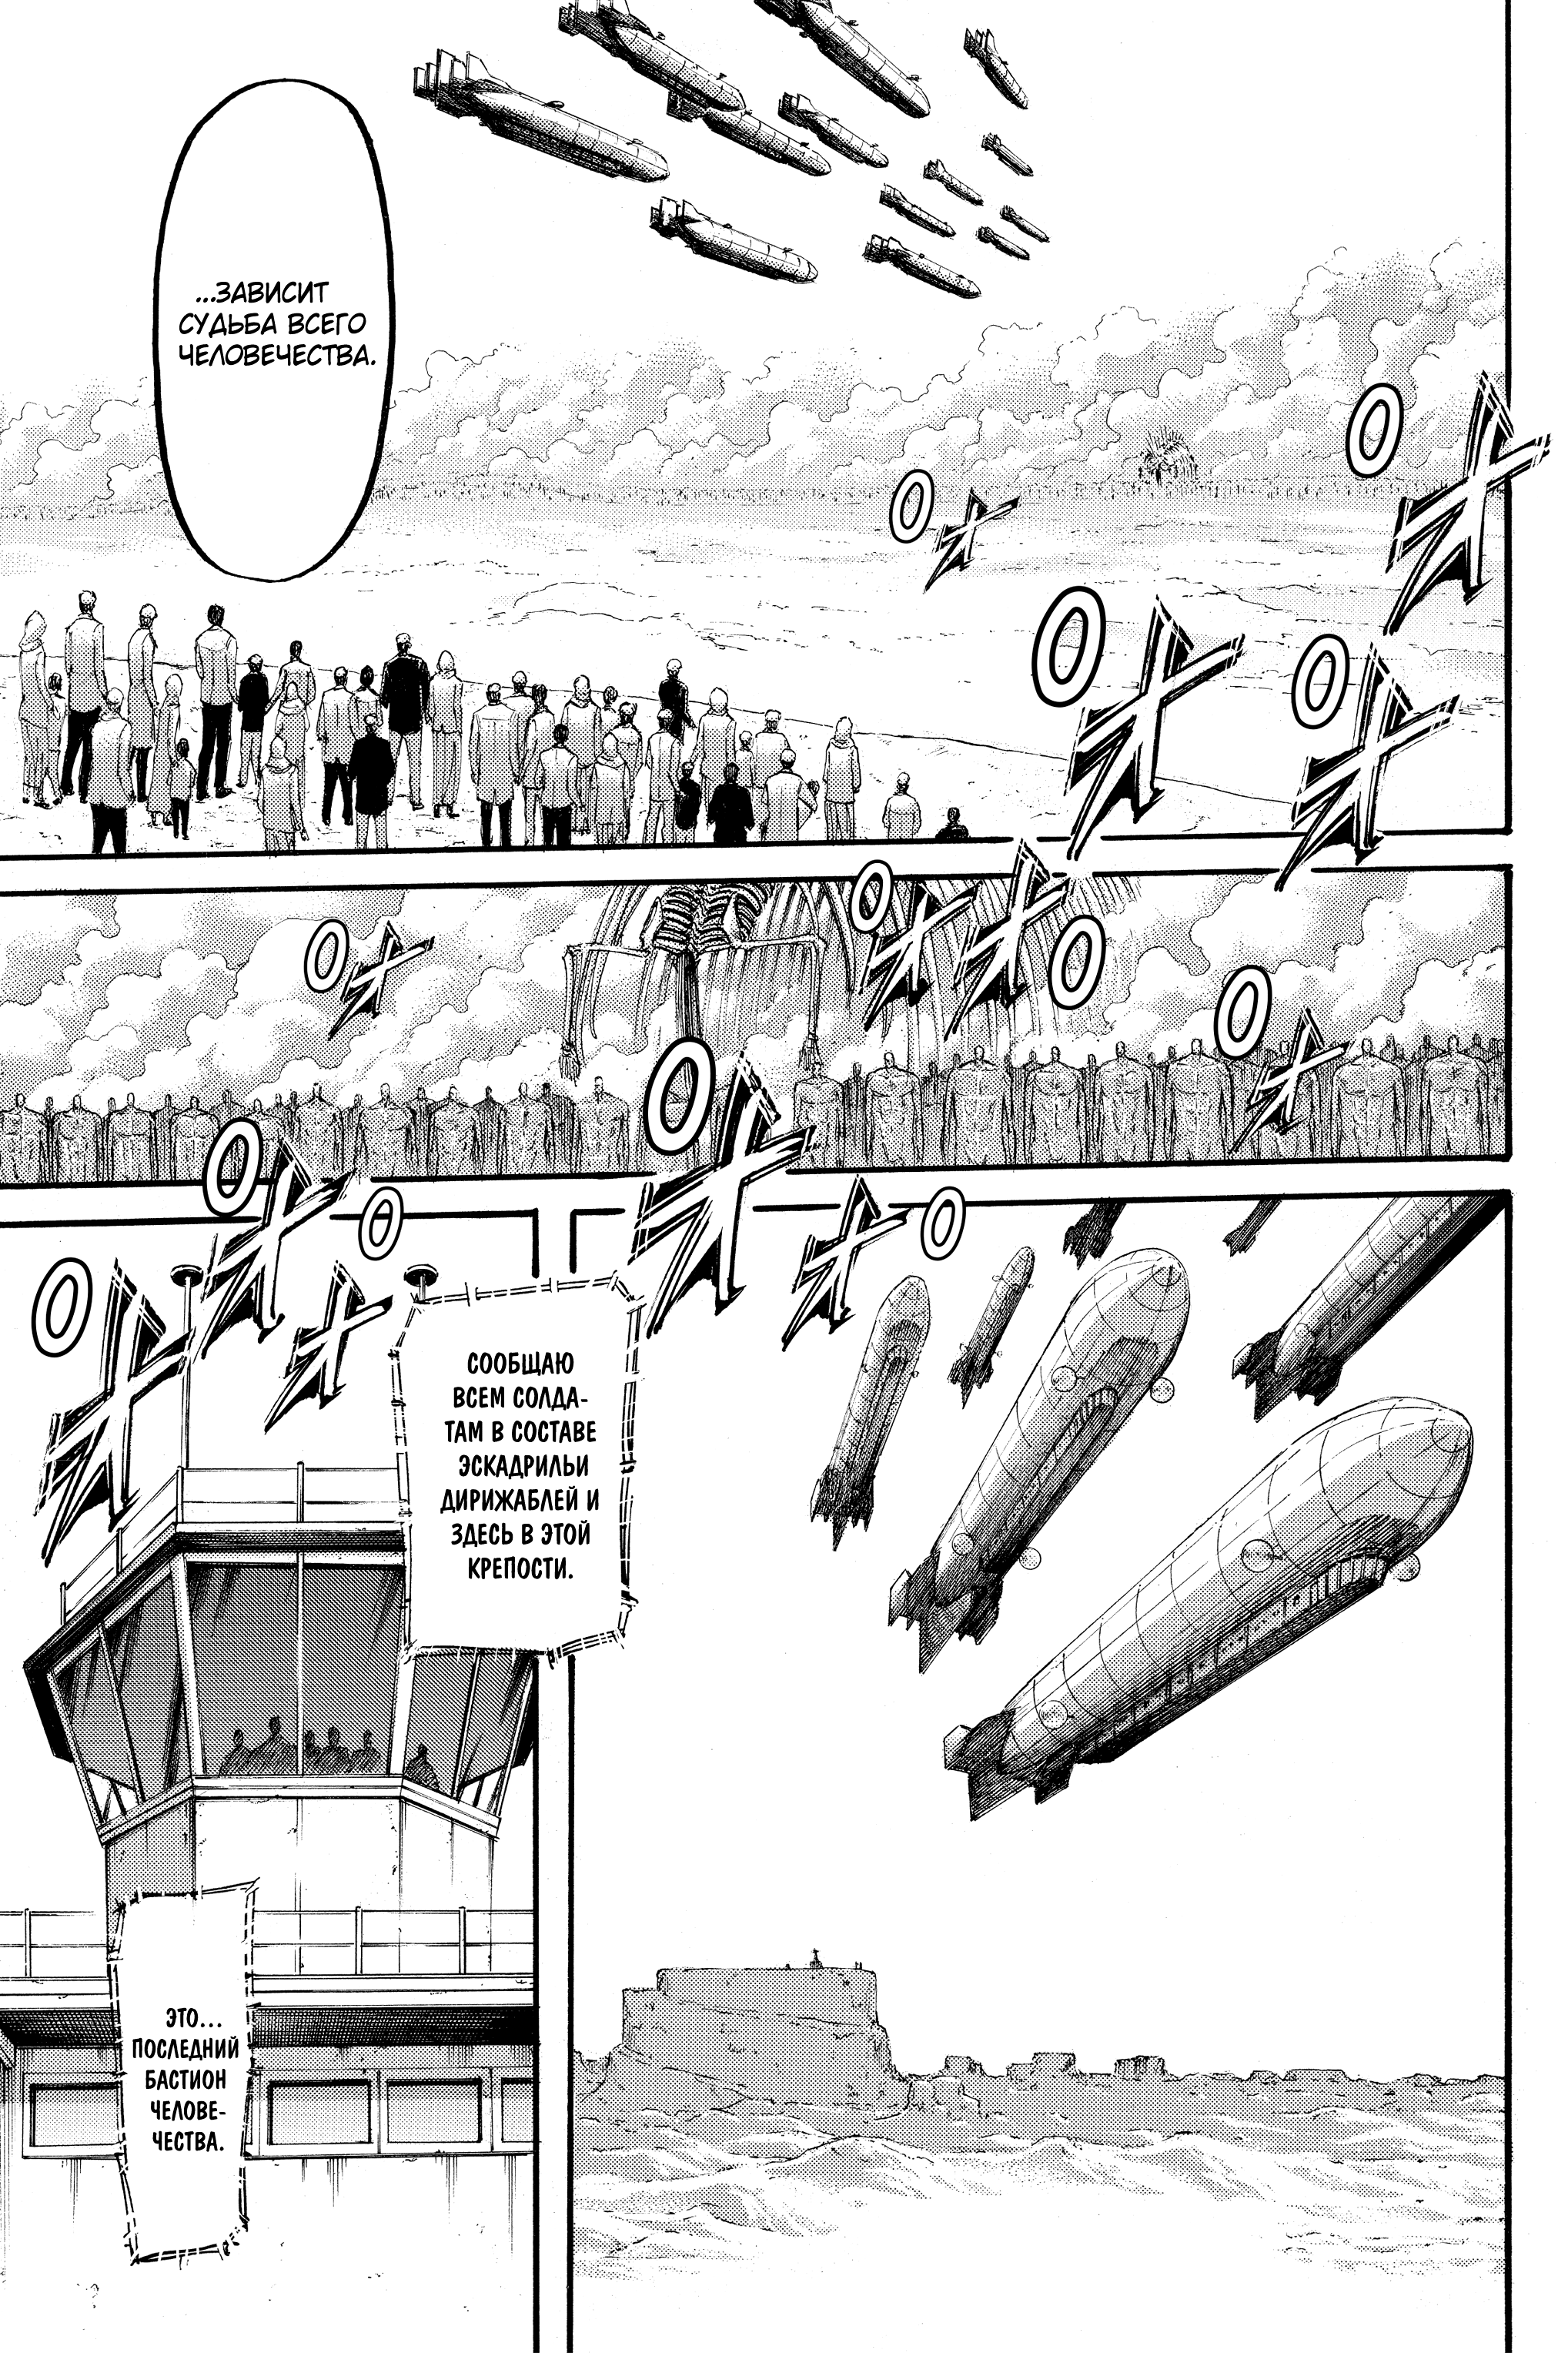 ...ЗАВИСИТ
СУДЬБА ВСЕГО
ЧЕЛОВЕЧЕСТВА.
О
Ж
О
Ж
О
Ж
О
Ж
О
Ж
Ж
О
О
Ж
О
Ж
О
Ж
Ж
О
О
Ж
О
Ж
О
Ж
СООБЩАЮ
ВСЕМ СОЛДА-
ТАМ В СОСТАВЕ
ЭСКАДРИЛЬИ
ДИРИЖАБЛЕЙ И
ЗДЕСЬ В ЭТОЙ
КРЕПОСТИ.
ЭТО...
ПОСЛЕДНИЙ
БАСТИОН
ЧЕЛОВЕ-
ЧЕСТВА.